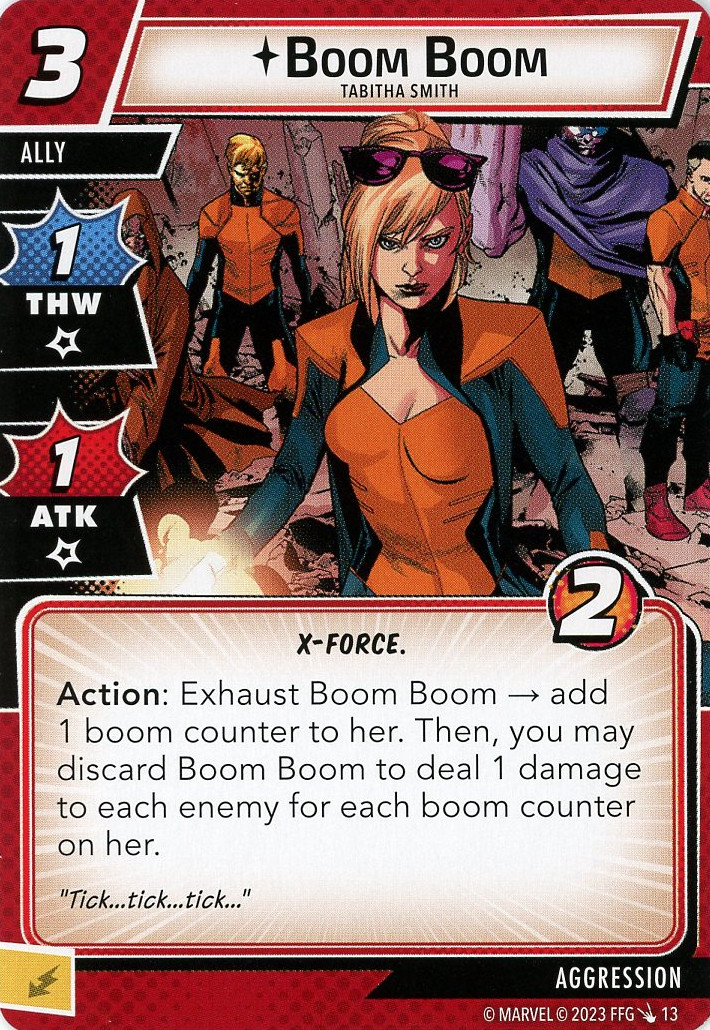 3
BOOM BOOM
TABITHA SMITH
ALLY
1
THW
1
ATK
2
X-FORCE.
Action: Exhaust Boom Boom → add
1 boom counter to her. Then, you may
discard Boom Boom to deal 1 damage
to each enemy for each boom counter
on her.
"Tick...tick...tick..."
AGGRESSION
© MARVEL © 2023 FFG 13